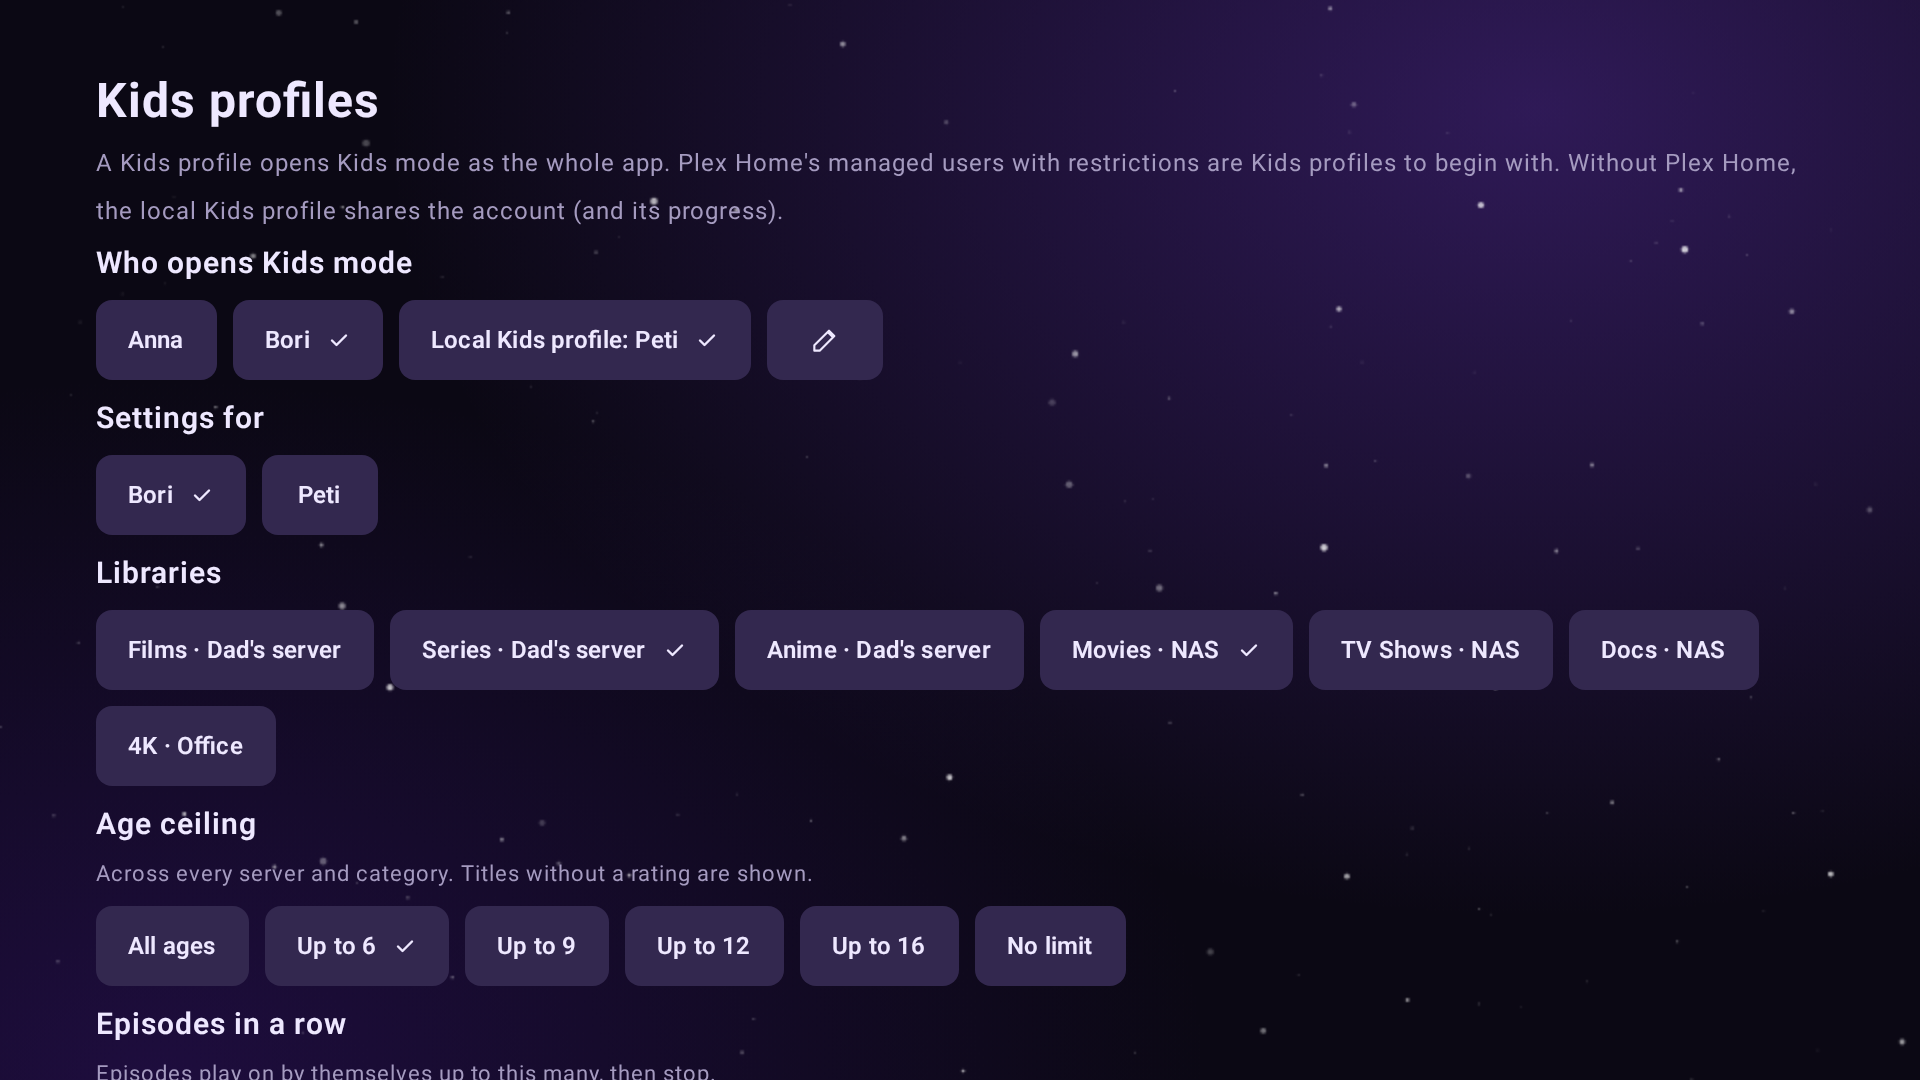 Kids profiles
A Kids profile opens Kids mode as the whole app. Plex Home's managed users with restrictions are Kids profiles to begin with. Without Plex Home,
the local Kids profile shares the account (and its progress).
Who opens Kids mode
Anna
Bori
Local Kids profile: Peti
Settings for
Bori
Peti
Libraries
Films · Dad's server
Series · Dad's server
Anime · Dad's server
Movies · NAS
TV Shows · NAS
Docs · NAS
4K · Office
Age ceiling
Across every server and category. Titles without a rating are shown.
All ages
Up to 6
Up to 9
Up to 12
Up to 16
No limit
Episodes in a row
Episodes play on by themselves up to this many, then stop.